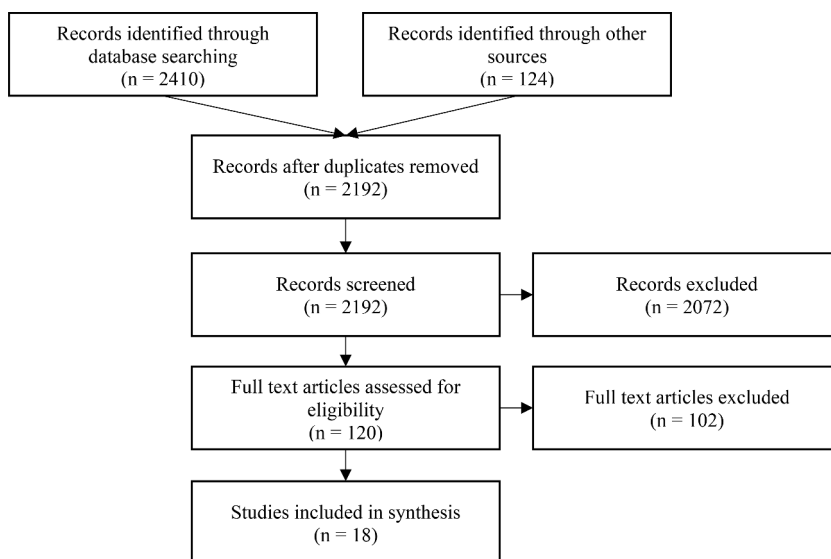 Records identified through
database searching
(n = 2410)
Records identified through other
sources
(n = 124)
Records after duplicates removed
(n = 2192)
Records screened
(n = 2192)
Records excluded
(n = 2072)
Full text articles assessed for
eligibility
(n = 120)
Full text articles excluded
(n = 102)
Studies included in synthesis
(n = 18)